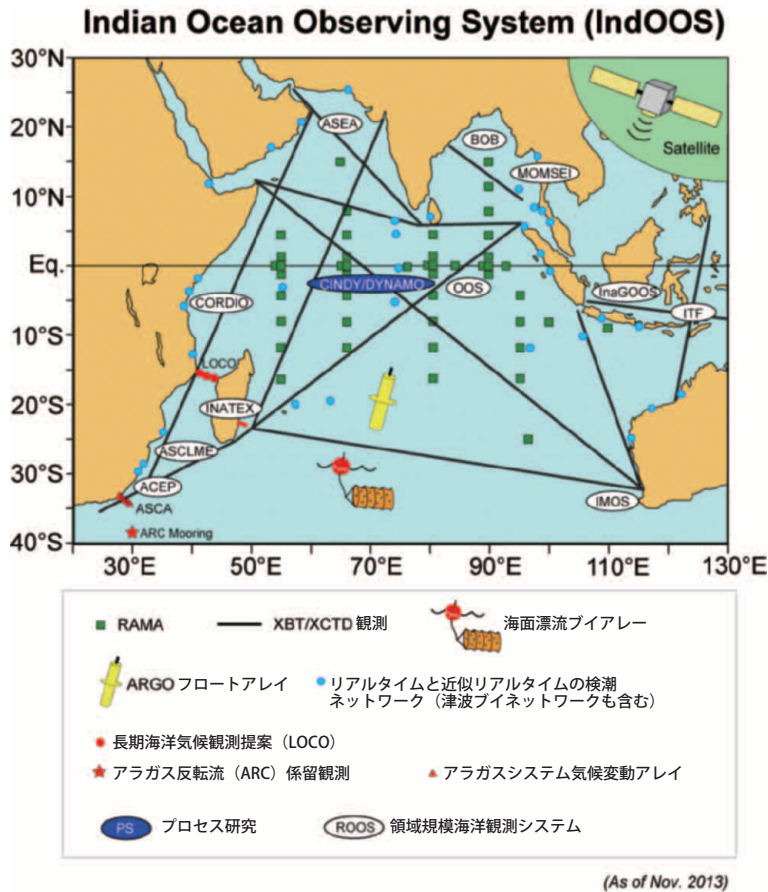 Indian Ocean Observing System (IndOOS)
30°N
20°N
10°N
Eq.
10°S
20°S
30°S
40°S
30°E
50°E
70°E
90°E
110°E
130°E
Satellite
ASEA
BOB
MOMSEI
CINDY/DYNAMO
OOS
InaGOOS
ITF
CORDIO
LOCO
INATEX
ASCLME
ACEP
ASCA
ARC Mooring
IMOS
RAMA
XBT/XCTD 観測
海面漂流ブイアレー
ARGO フロートアレイ
リアルタイムと近似リアルタイムの検潮
ネットワーク(津波ブイネットワークも含む)
長期海洋気候観測提案(LOCO)
アラガス反転流(ARC)係留観測
アラガスシステム気候変動アレイ
PS
プロセス研究
ROOS
領域規模海洋観測システム
(As of Nov. 2013)